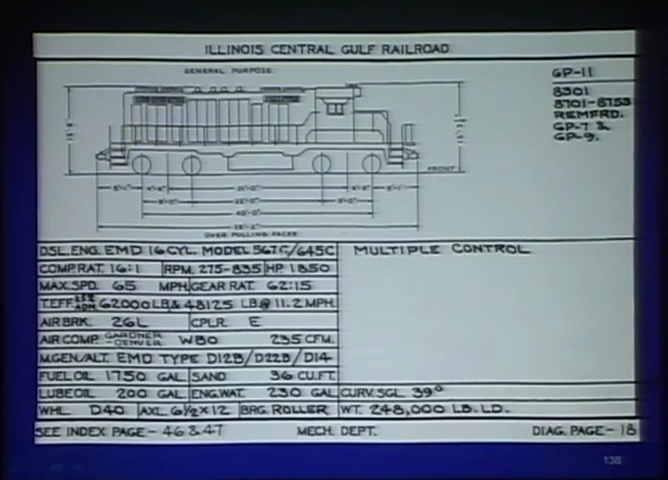 ILLINOIS CENTRAL GULF RAILROAD
GENERAL PURPOSE
GP-11
8301
8701-8753
REMFRD.
GP-7 &
GP-9.
FRONT
OVER PULLING FACES
DSL. ENG. EMD 16 CYL. MODEL 567C/645C
MULTIPLE CONTROL
COMP. RAT. 16:1 RPM. 275-835 HP. 1850
MAX. SPD. 65 MPH. GEAR RAT. 62:15
T.EFF. 25% ADH. 62000 LB. & 48125 LB @ 11.2 MPH.
AIR BRK. 26L CPLR. E
AIR COMP. GARDNER-DENVER WBO 235 CFM.
M.GEN/ALT. EMD TYPE D12B/D22B/D14
FUEL OIL 1750 GAL. SAND 36 CU.FT.
LUBE OIL 200 GAL. ENG. WAT. 230 GAL. CURV. SGL. 39°
WHL. D40 AXL. 6 1/2 X 12 BRG. ROLLER WT. 248,000 LB. LD.
SEE INDEX PAGE - 46 & 47 MECH. DEPT. DIAG. PAGE - 18
138